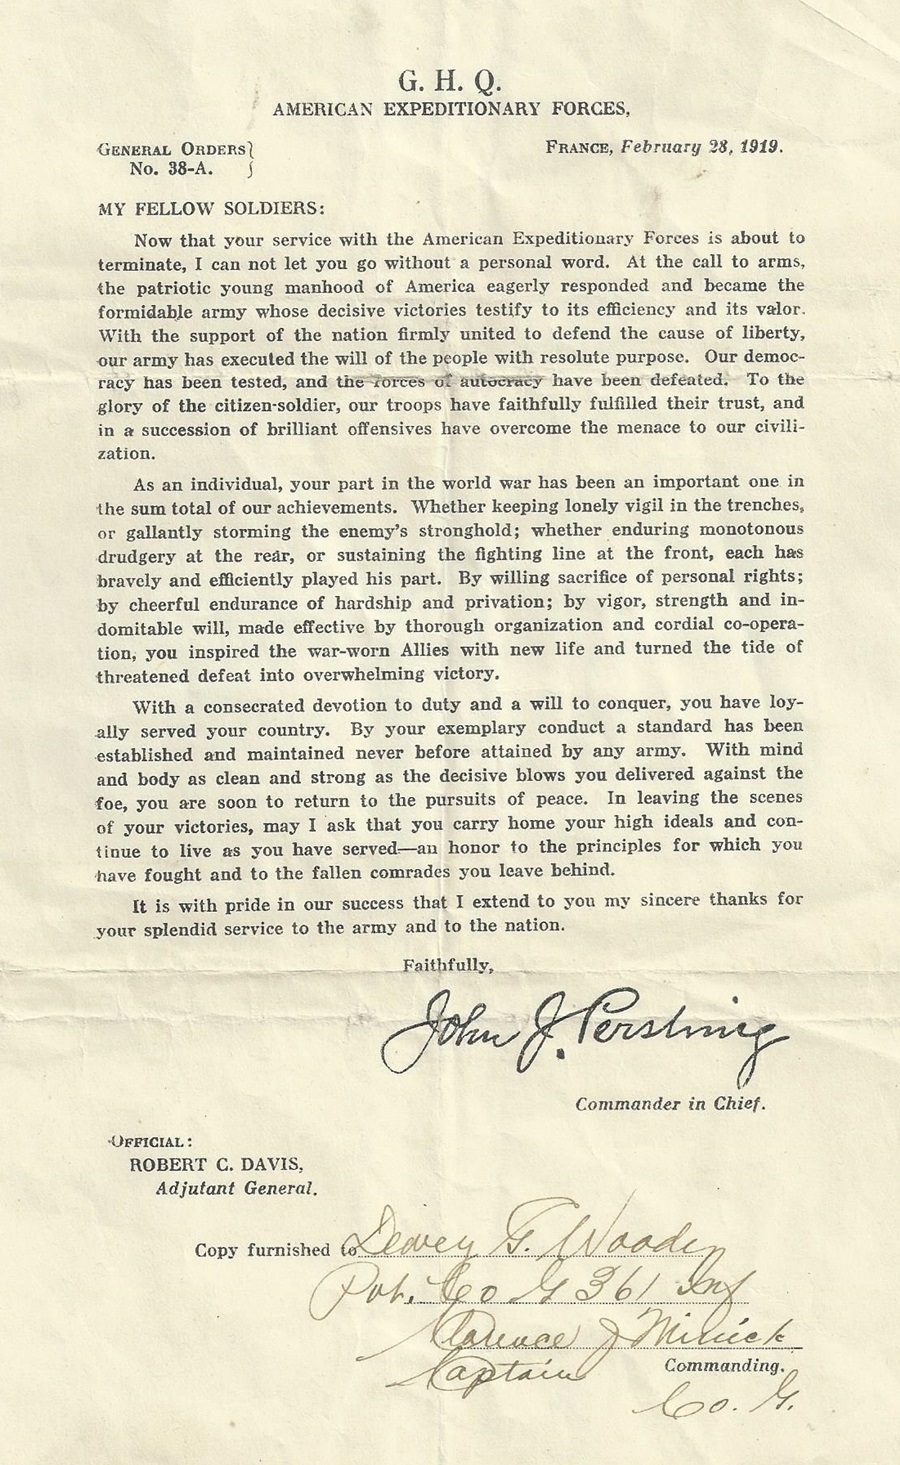 G. H. Q.
AMERICAN EXPEDITIONARY FORCES,
GENERAL ORDERS}
No. 38-A.
FRANCE, February 28, 1919.
MY FELLOW SOLDIERS:
Now that your service with the American Expeditionary Forces is about to
terminate, I can not let you go without a personal word. At the call to arms,
the patriotic young manhood of America eagerly responded and became the
formidable army whose decisive victories testify to its efficiency and its valor.
With the support of the nation firmly united to defend the cause of liberty,
our army has executed the will of the people with resolute purpose. Our democ-
racy has been tested, and the forces of autocracy have been defeated. To the
glory of the citizen-soldier, our troops have faithfully fulfilled their trust, and
in a succession of brilliant offensives have overcome the menace to our civili-
zation.
As an individual, your part in the world war has been an important one in
the sum total of our achievements. Whether keeping lonely vigil in the trenches,
or gallantly storming the enemy's stronghold; whether enduring monotonous
drudgery at the rear, or sustaining the fighting line at the front, each has
bravely and efficiently played his part. By willing sacrifice of personal rights;
by cheerful endurance of hardship and privation; by vigor, strength and in-
domitable will, made effective by thorough organization and cordial co-opera-
tion, you inspired the war-worn Allies with new life and turned the tide of
threatened defeat into overwhelming victory.
With a consecrated devotion to duty and a will to conquer, you have loy-
ally served your country. By your exemplary conduct a standard has been
established and maintained never before attained by any army. With mind
and body as clean and strong as the decisive blows you delivered against the
foe, you are soon to return to the pursuits of peace. In leaving the scenes
of your victories, may I ask that you carry home your high ideals and con-
tinue to live as you have served—an honor to the principles for which you
have fought and to the fallen comrades you leave behind.
It is with pride in our success that I extend to you my sincere thanks for
your splendid service to the army and to the nation.
Faithfully,
John J. Pershing
Commander in Chief.
OFFICIAL:
ROBERT C. DAVIS,
Adjutant General.
Copy furnished to Dewey G. Wooden
Pvt. Co G 361 Inf
Clarence J Minick
Captain Commanding.
Co. G.